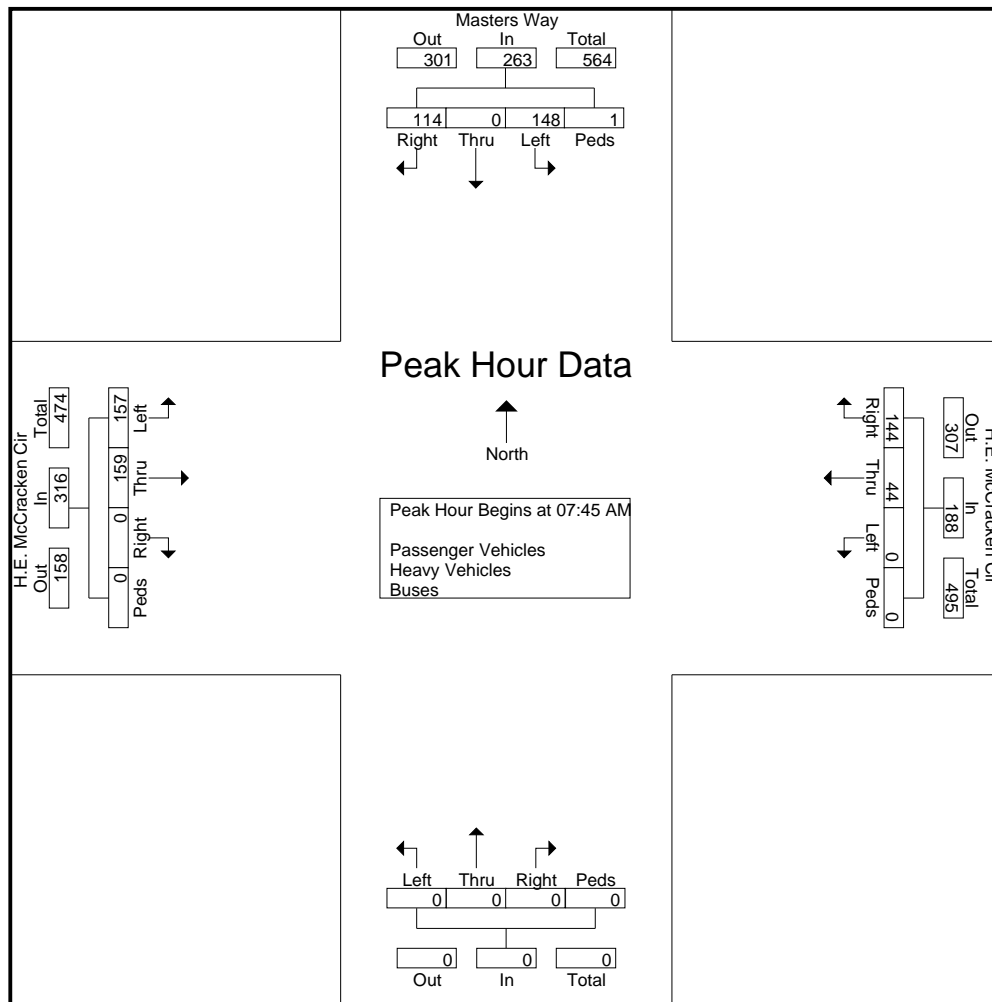 Masters Way
Out In Total
301 263 564
114 0 148 1
Right Thru Left Peds
Peak Hour Data
North
Peak Hour Begins at 07:45 AM
Passenger Vehicles
Heavy Vehicles
Buses
H.E. McCracken Cir
Out In Total
158 316 474
0 0 159 157
Peds Right Thru Left
H.E. McCracken Cir
Out In Total
307 188 495
144 44 0 0
Right Thru Left Peds
Left Thru Right Peds
0 0 0 0
0 0 0
Out In Total